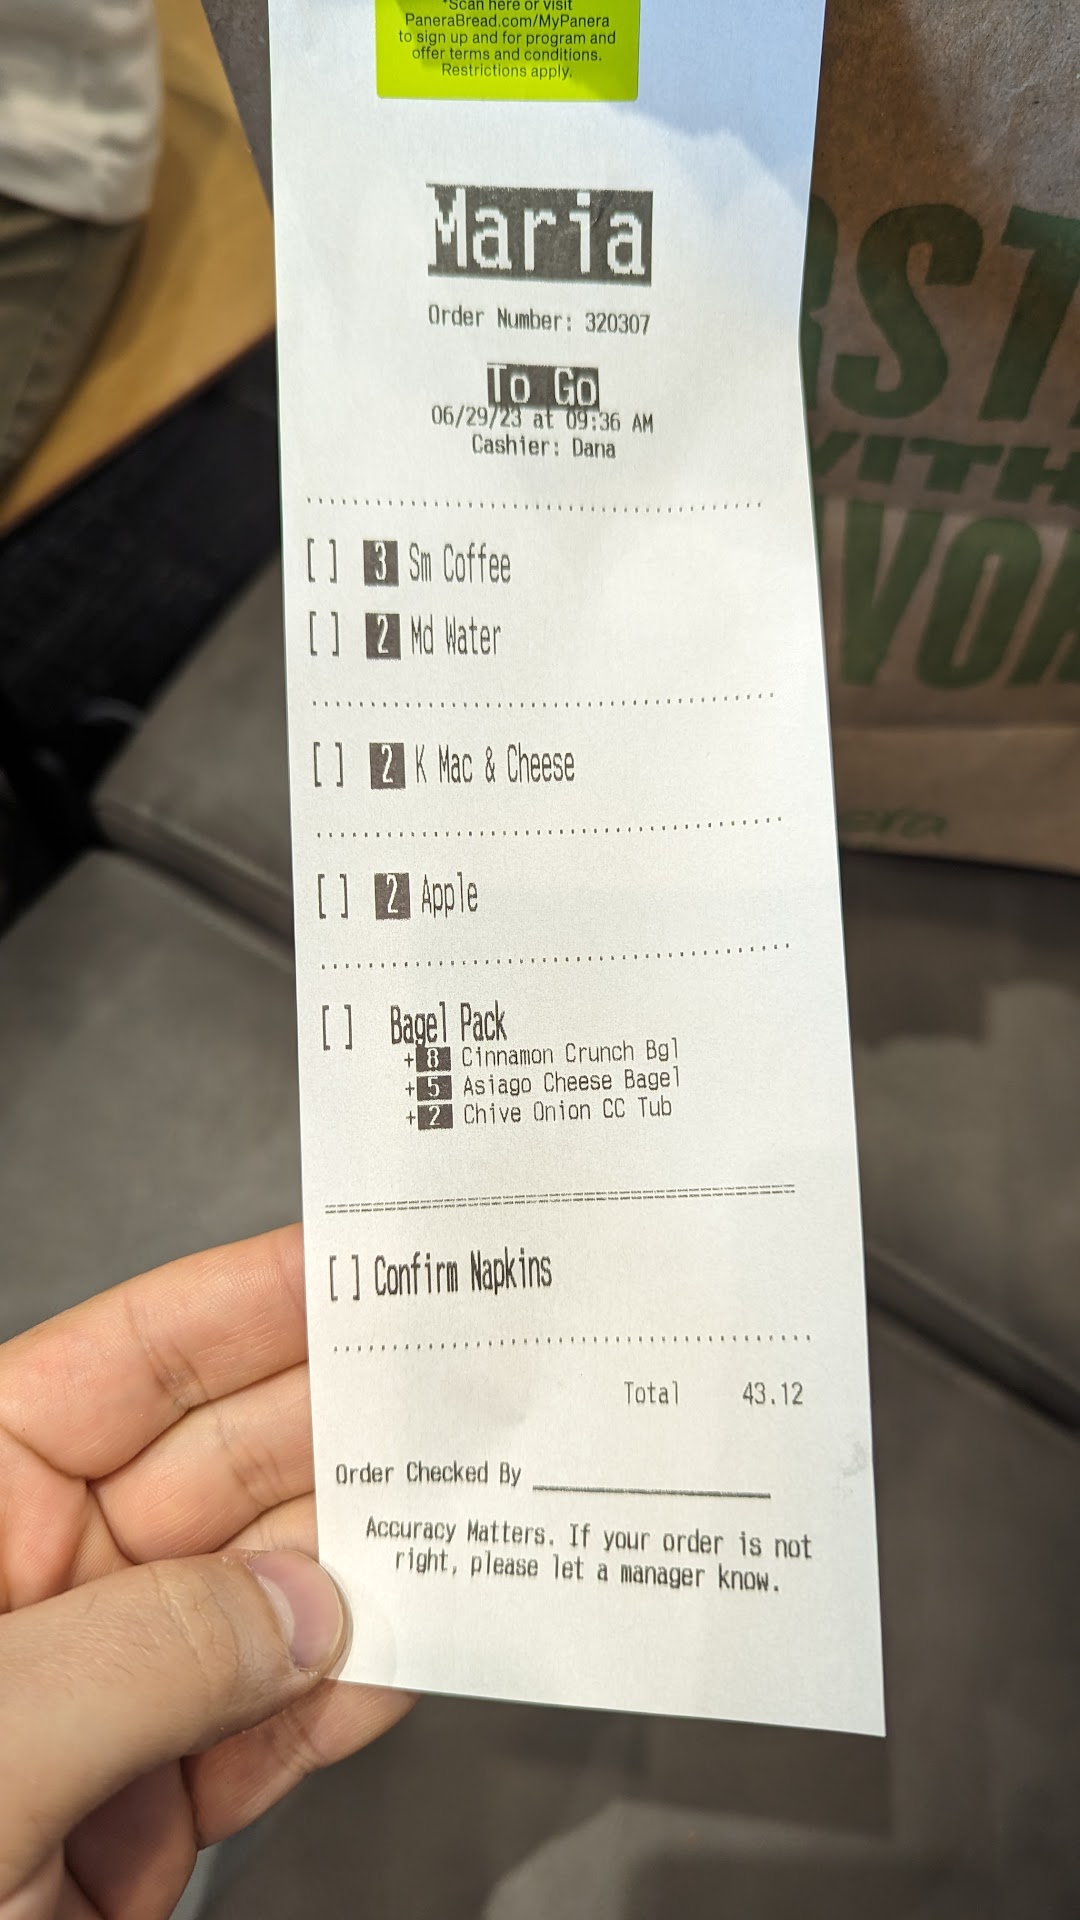 *Scan here or visit
PaneraBread.com/MyPanera
to sign up and for program and
offer terms and conditions.
Restrictions apply.
Maria
Order Number: 320307
To Go
06/29/23 at 09:36 AM
Cashier: Dana
[ ] 3 Sm Coffee
[ ] 2 Md Water
[ ] 2 K Mac & Cheese
[ ] 2 Apple
[ ] Bagel Pack
+ 8 Cinnamon Crunch Bgl
+ 5 Asiago Cheese Bagel
+ 2 Chive Onion CC Tub
[ ] Confirm Napkins
Total 43.12
Order Checked By
Accuracy Matters. If your order is not
right, please let a manager know.